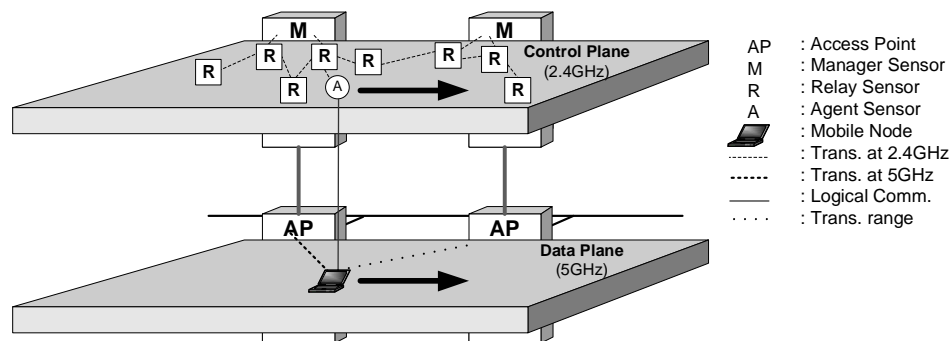 M
M
R
R
R
R
R
R
R
R
A
Control Plane
(2.4GHz)
AP
AP
Data Plane
(5GHz)
AP : Access Point
M : Manager Sensor
R : Relay Sensor
A : Agent Sensor
: Mobile Node
: Trans. at 2.4GHz
: Trans. at 5GHz
: Logical Comm.
: Trans. range